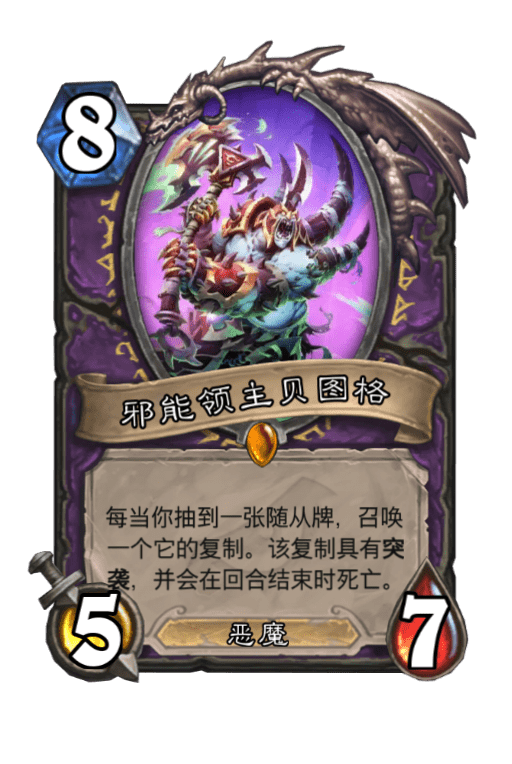 8
邪能领主贝图格
每当你抽到一张随从牌，召唤
一个它的复制。该复制具有突
袭，并会在回合结束时死亡。
5
恶魔
7